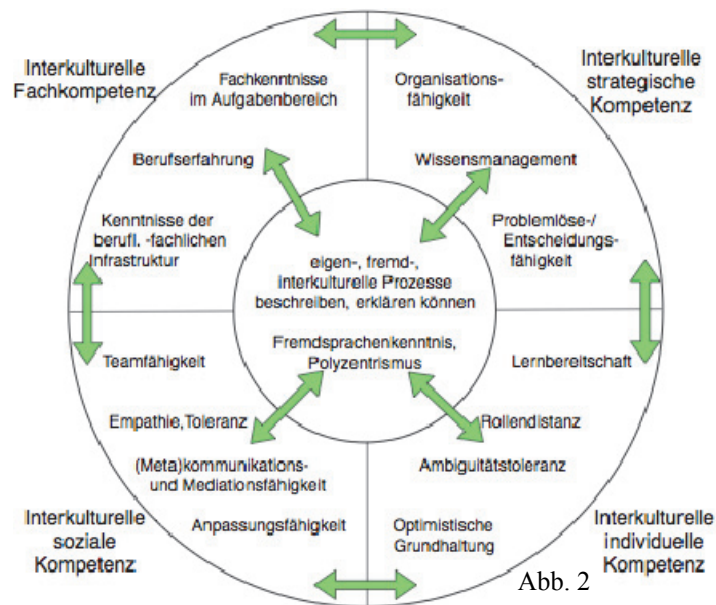 Interkulturelle
Fachkompetenz
Fachkenntnisse
im Aufgabenbereich
Berufserfahrung
Kenntnisse der
berufl. -fachlichen
Infrastruktur
Organisations-
fähigkeit
Wissensmanagement
Problemlöse-/
Entscheidungs-
fähigkeit
Interkulturelle
strategische
Kompetenz
eigen-, fremd-,
interkulturelle Prozesse
beschreiben, erklären können
Fremdsprachenkenntnis,
Polyzentrismus
Teamfähigkeit
Empathie,Toleranz
(Meta)kommunikations-
und Mediationsfähigkeit
Anpassungsfähigkeit
Interkulturelle
soziale
Kompetenz
Lernbereitschaft
Rollendistanz
Ambiguitätstoleranz
Optimistische
Grundhaltung
Interkulturelle
individuelle
Kompetenz
Abb. 2